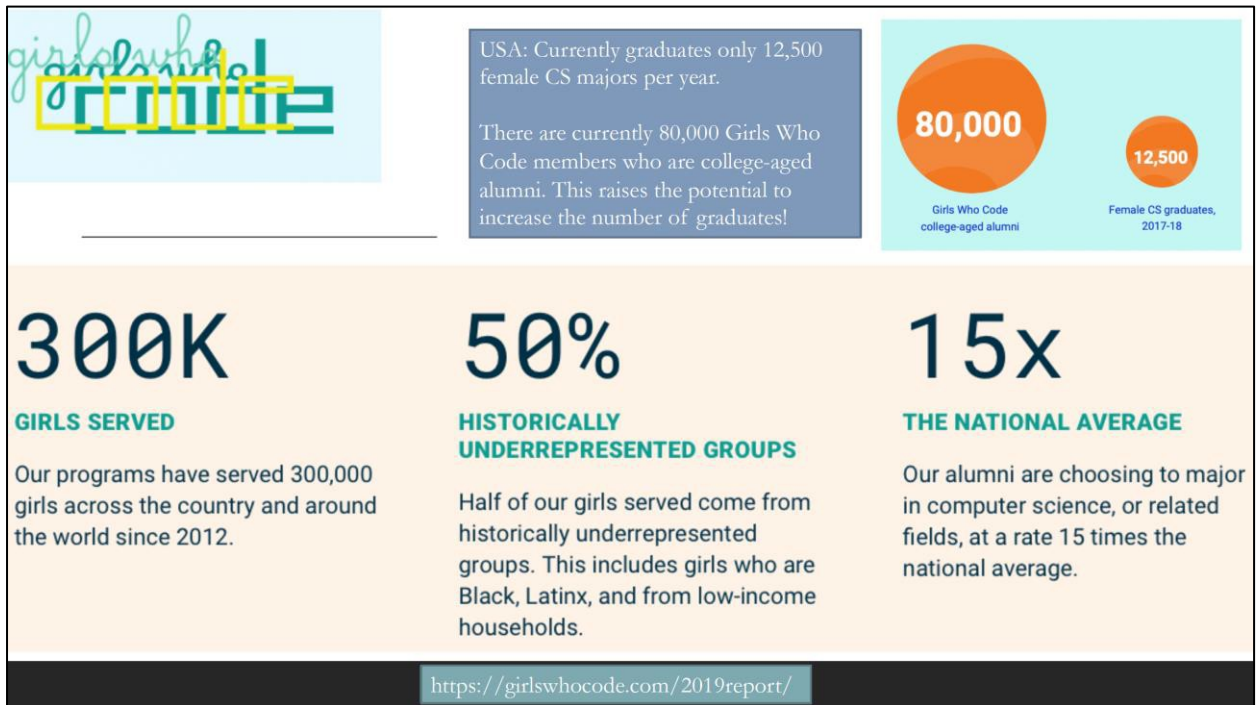 girls who
girls who
code
code
USA: Currently graduates only 12,500
female CS majors per year.
There are currently 80,000 Girls Who
Code members who are college-aged
alumni. This raises the potential to
increase the number of graduates!
80,000
12,500
Girls Who Code
college-aged alumni
Female CS graduates,
2017-18
300K
GIRLS SERVED
Our programs have served 300,000
girls across the country and around
the world since 2012.
50%
HISTORICALLY
UNDERREPRESENTED GROUPS
Half of our girls served come from
historically underrepresented
groups. This includes girls who are
Black, Latinx, and from low-income
households.
15x
THE NATIONAL AVERAGE
Our alumni are choosing to major
in computer science, or related
fields, at a rate 15 times the
national average.
https://girlswhocode.com/2019report/